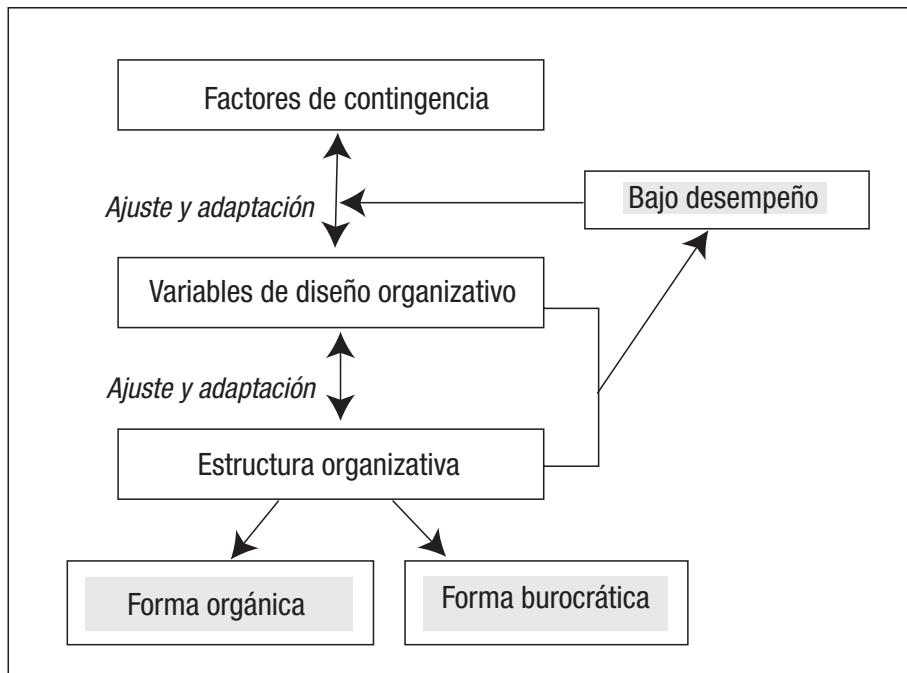 Factores de contingencia
Bajo desempeño
Ajuste y adaptación
Variables de diseño organizativo
Ajuste y adaptación
Estructura organizativa
Forma orgánica
Forma burocrática